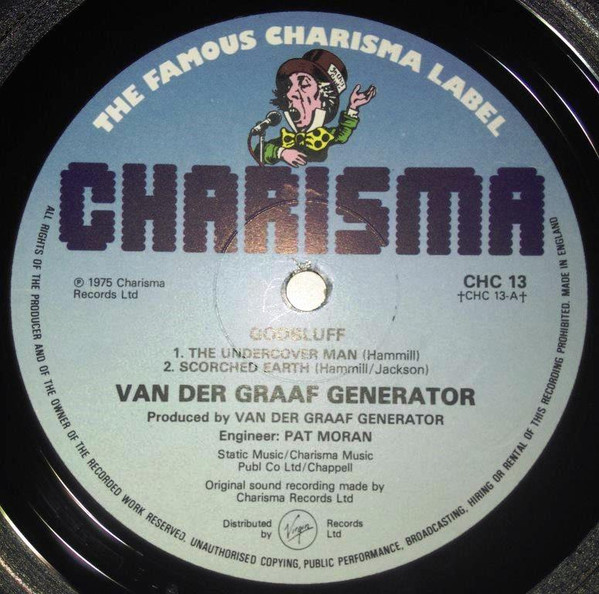 THE FAMOUS CHARISMA LABEL
CHARISMA
℗ 1975 Charisma
Records Ltd
CHC 13
†CHC 13-A†
GODBLUFF
1. THE UNDERCOVER MAN (Hammill)
2. SCORCHED EARTH (Hammill/Jackson)
VAN DER GRAAF GENERATOR
Produced by VAN DER GRAAF GENERATOR
Engineer: PAT MORAN
Static Music/Charisma Music
Publ Co Ltd/Chappell
Original sound recording made by
Charisma Records Ltd
Distributed
by
Virgin
Records
Ltd
ALL RIGHTS OF THE PRODUCER AND OF THE OWNER OF THE RECORDED WORK RESERVED. UNAUTHORISED COPYING, PUBLIC PERFORMANCE, BROADCASTING, HIRING OR RENTAL OF THIS RECORDING PROHIBITED. MADE IN ENGLAND